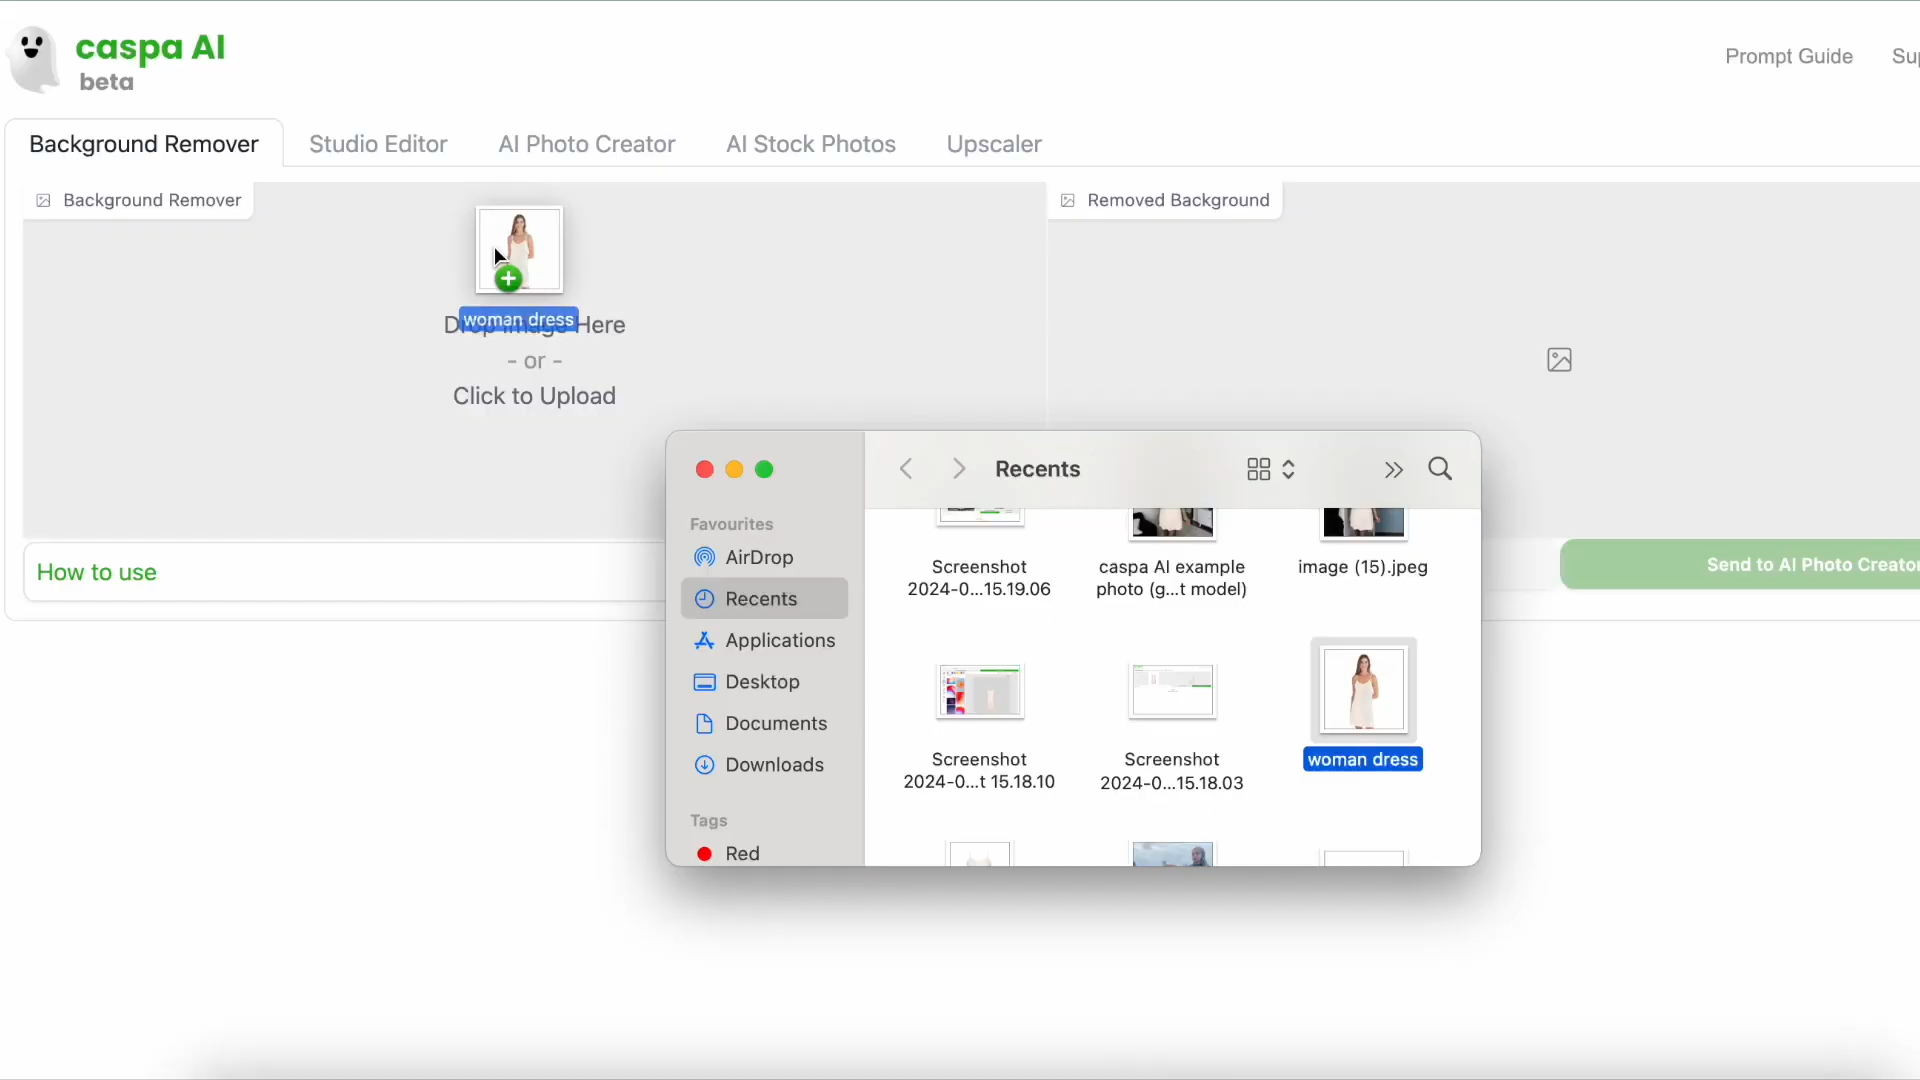 caspa AI
beta
Prompt Guide
Background Remover
Studio Editor
AI Photo Creator
AI Stock Photos
Upscaler
Background Remover
Removed Background
woman dress
Drop Image Here
- or -
Click to Upload
How to use
Send to AI Photo Creator
Recents
Favourites
AirDrop
Recents
Applications
Desktop
Documents
Downloads
Tags
Red
Screenshot
2024-0...15.19.06
caspa AI example
photo (g...t model)
image (15).jpeg
Screenshot
2024-0...t 15.18.10
Screenshot
2024-0...15.18.03
woman dress